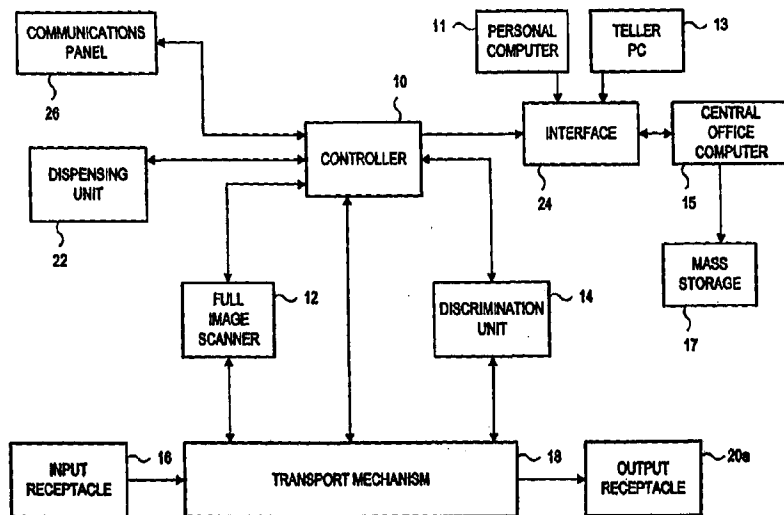 COMMUNICATIONS
PANEL
26
11
PERSONAL
COMPUTER
TELLER
PC
13
10
CONTROLLER
INTERFACE
24
CENTRAL
OFFICE
COMPUTER
15
DISPENSING
UNIT
22
MASS
STORAGE
17
FULL
IMAGE
SCANNER
12
DISCRIMINATION
UNIT
14
INPUT
RECEPTACLE
16
TRANSPORT MECHANISM
18
OUTPUT
RECEPTACLE
20a